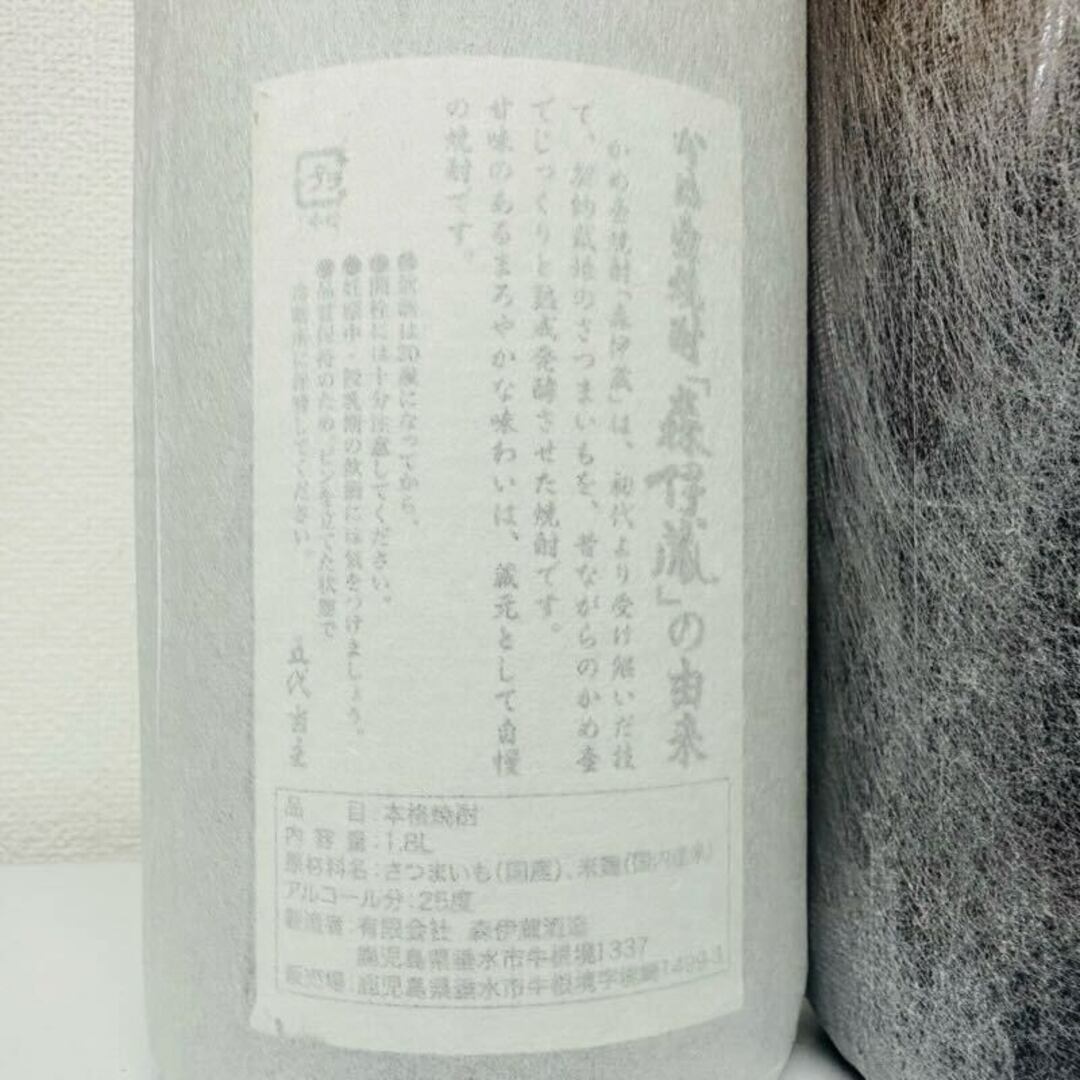 かめ壺焼酎「森伊蔵」の由来
かめ壺焼酎「森伊蔵」は、初代より受け継いだ技
て、契約栽培のさつまいもを、昔ながらのかめ壺
でじっくりと熟成発酵させた焼酎です。
甘味のあるまろやかな味わいは、蔵元として自慢
の焼酎です。
●飲酒は20歳になってから。
●開栓には十分注意してください。
●妊娠中・授乳期の飲酒には気をつけましょう。
●品質保持のため、ビンを立てた状態で
冷暗所に保管してください。
五代
品目:本格焼酎
内容量:1.8L
原材料名:さつまいも(国産)、米麹(国内産米)
アルコール分:25度
製造者 有限会社 森伊蔵酒造
鹿児島県垂水市牛根境1337
製造場 鹿児島県垂水市牛根境字